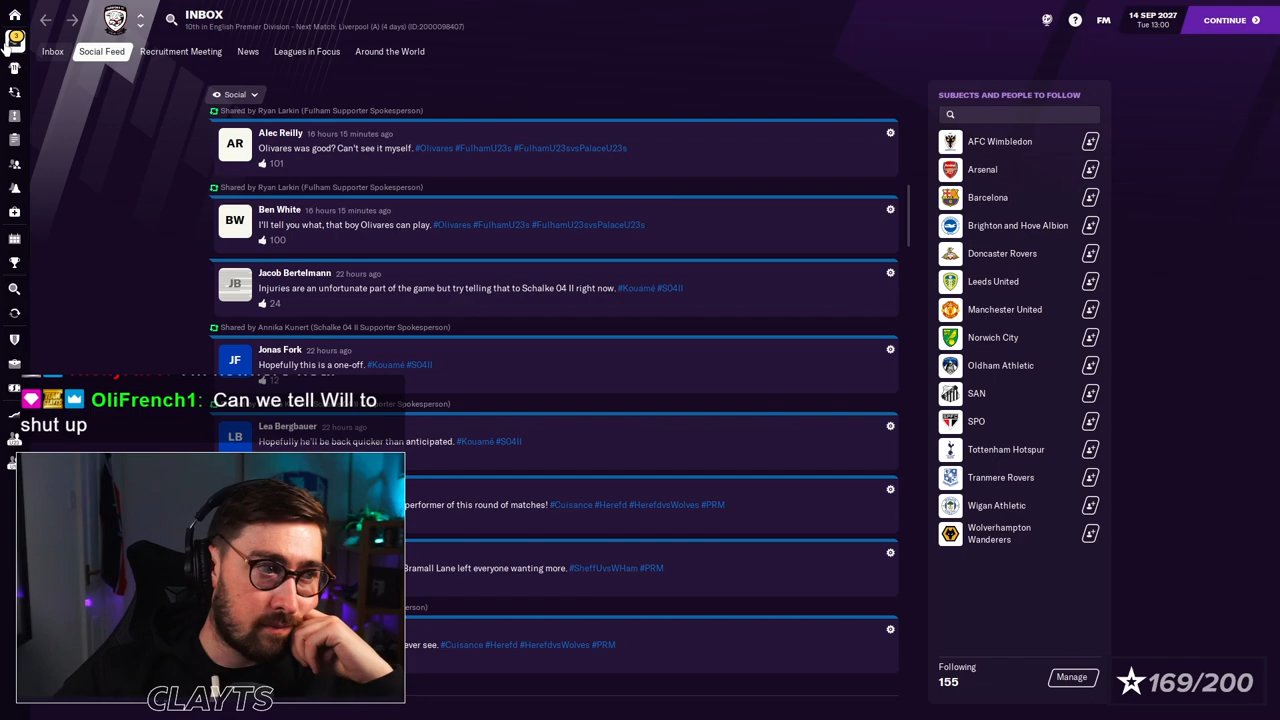 INBOX
10th in English Premier Division - Next Match: Liverpool (A) (4 days) (ID:2000098407)
FM
14 SEP 2027
Tue 13:00
CONTINUE
3
Inbox
Social Feed
Recruitment Meeting
News
Leagues in Focus
Around the World
Social
Shared by Ryan Larkin (Fulham Supporter Spokesperson)
AR
Alec Reilly 16 hours 15 minutes ago
Olivares was good? Can't see it myself. #Olivares #FulhamU23s #FulhamU23svsPalaceU23s
101
Shared by Ryan Larkin (Fulham Supporter Spokesperson)
BW
Ben White 16 hours 15 minutes ago
I'll tell you what, that boy Olivares can play. #Olivares #FulhamU23s #FulhamU23svsPalaceU23s
100
JB
Jacob Bertelmann 22 hours ago
Injuries are an unfortunate part of the game but try telling that to Schalke 04 II right now. #Kouamé #S04II
24
Shared by Annika Kunert (Schalke 04 II Supporter Spokesperson)
JF
Jonas Fork 22 hours ago
Hopefully this is a one-off. #Kouamé #S04II
12
OliFrench1: Can we tell Will to
shut up
LB
Lea Bergbauer 22 hours ago
Hopefully he'll be back quicker than anticipated. #Kouamé #S04II
performer of this round of matches! #Cuisance #Herefd #HerefdvsWolves #PRM
Bramall Lane left everyone wanting more. #SheffUvsWHam #PRM
ever see. #Cuisance #Herefd #HerefdvsWolves #PRM
SUBJECTS AND PEOPLE TO FOLLOW
AFC Wimbledon
Arsenal
Barcelona
Brighton and Hove Albion
Doncaster Rovers
Leeds United
Manchester United
Norwich City
Oldham Athletic
SAN
SPO
Tottenham Hotspur
Tranmere Rovers
Wigan Athletic
Wolverhampton
Wanderers
Following
155
Manage
169/200
CLAYTS